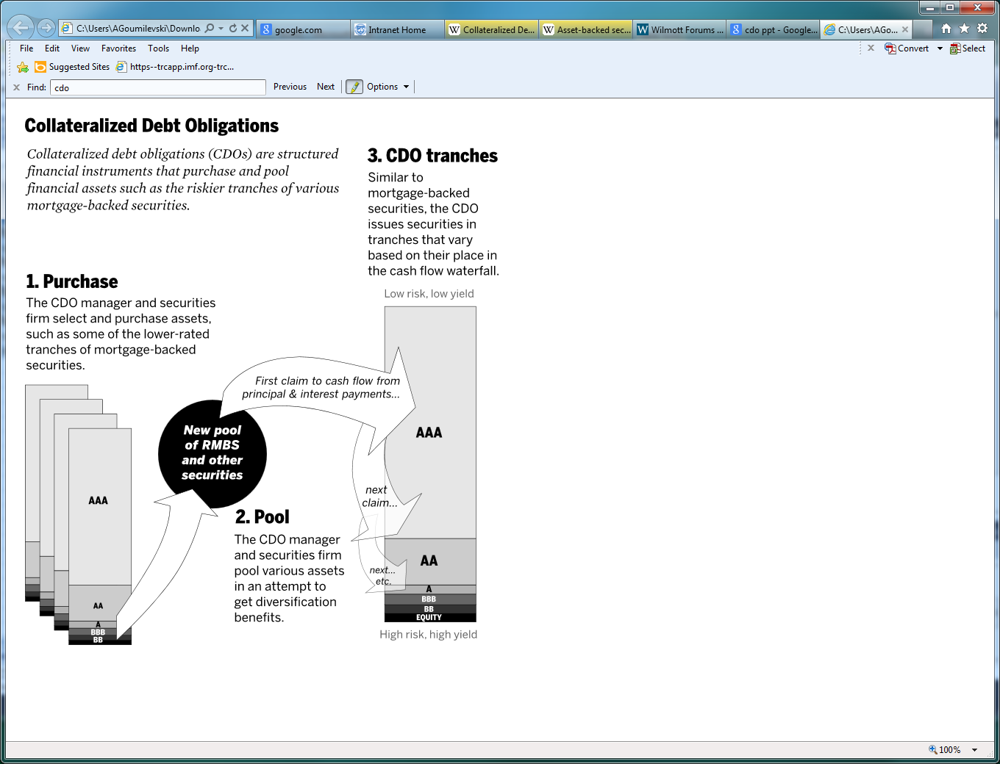 C:\Users\AGoumilevski\Downlo
google.com
Intranet Home
Collateralized De...
Asset-backed sec...
Wilmott Forums ...
cdo ppt - Google...
C:\Users\AGo...
File Edit View Favorites Tools Help
Convert
Select
Suggested Sites
https--trcapp.imf.org-trc...
Find: cdo
Previous Next
Options
Collateralized Debt Obligations
Collateralized debt obligations (CDOs) are structured
financial instruments that purchase and pool
financial assets such as the riskier tranches of various
mortgage-backed securities.
1. Purchase
The CDO manager and securities
firm select and purchase assets,
such as some of the lower-rated
tranches of mortgage-backed
securities.
AAA
AA
A
BBB
BB
New pool
of RMBS
and other
securities
2. Pool
The CDO manager
and securities firm
pool various assets
in an attempt to
get diversification
benefits.
3. CDO tranches
Similar to
mortgage-backed
securities, the CDO
issues securities in
tranches that vary
based on their place in
the cash flow waterfall.
Low risk, low yield
First claim to cash flow from
principal & interest payments...
next
claim...
next...
etc.
AAA
AA
A
BBB
BB
EQUITY
High risk, high yield
100%